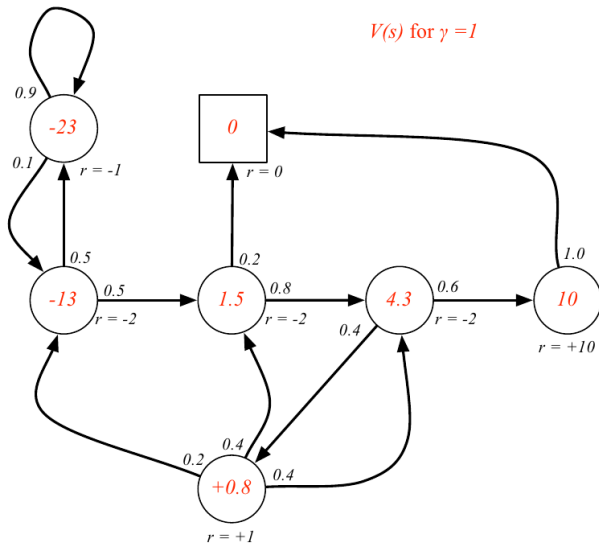 V(s) for γ =1
0.9
-23
0
0.1
r = -1
r = 0
0.5
0.2
1.0
-13
0.5
1.5
0.8
4.3
0.6
10
r = -2
r = -2
0.4
r = -2
r = +10
0.4
0.2
0.4
+0.8
r = +1